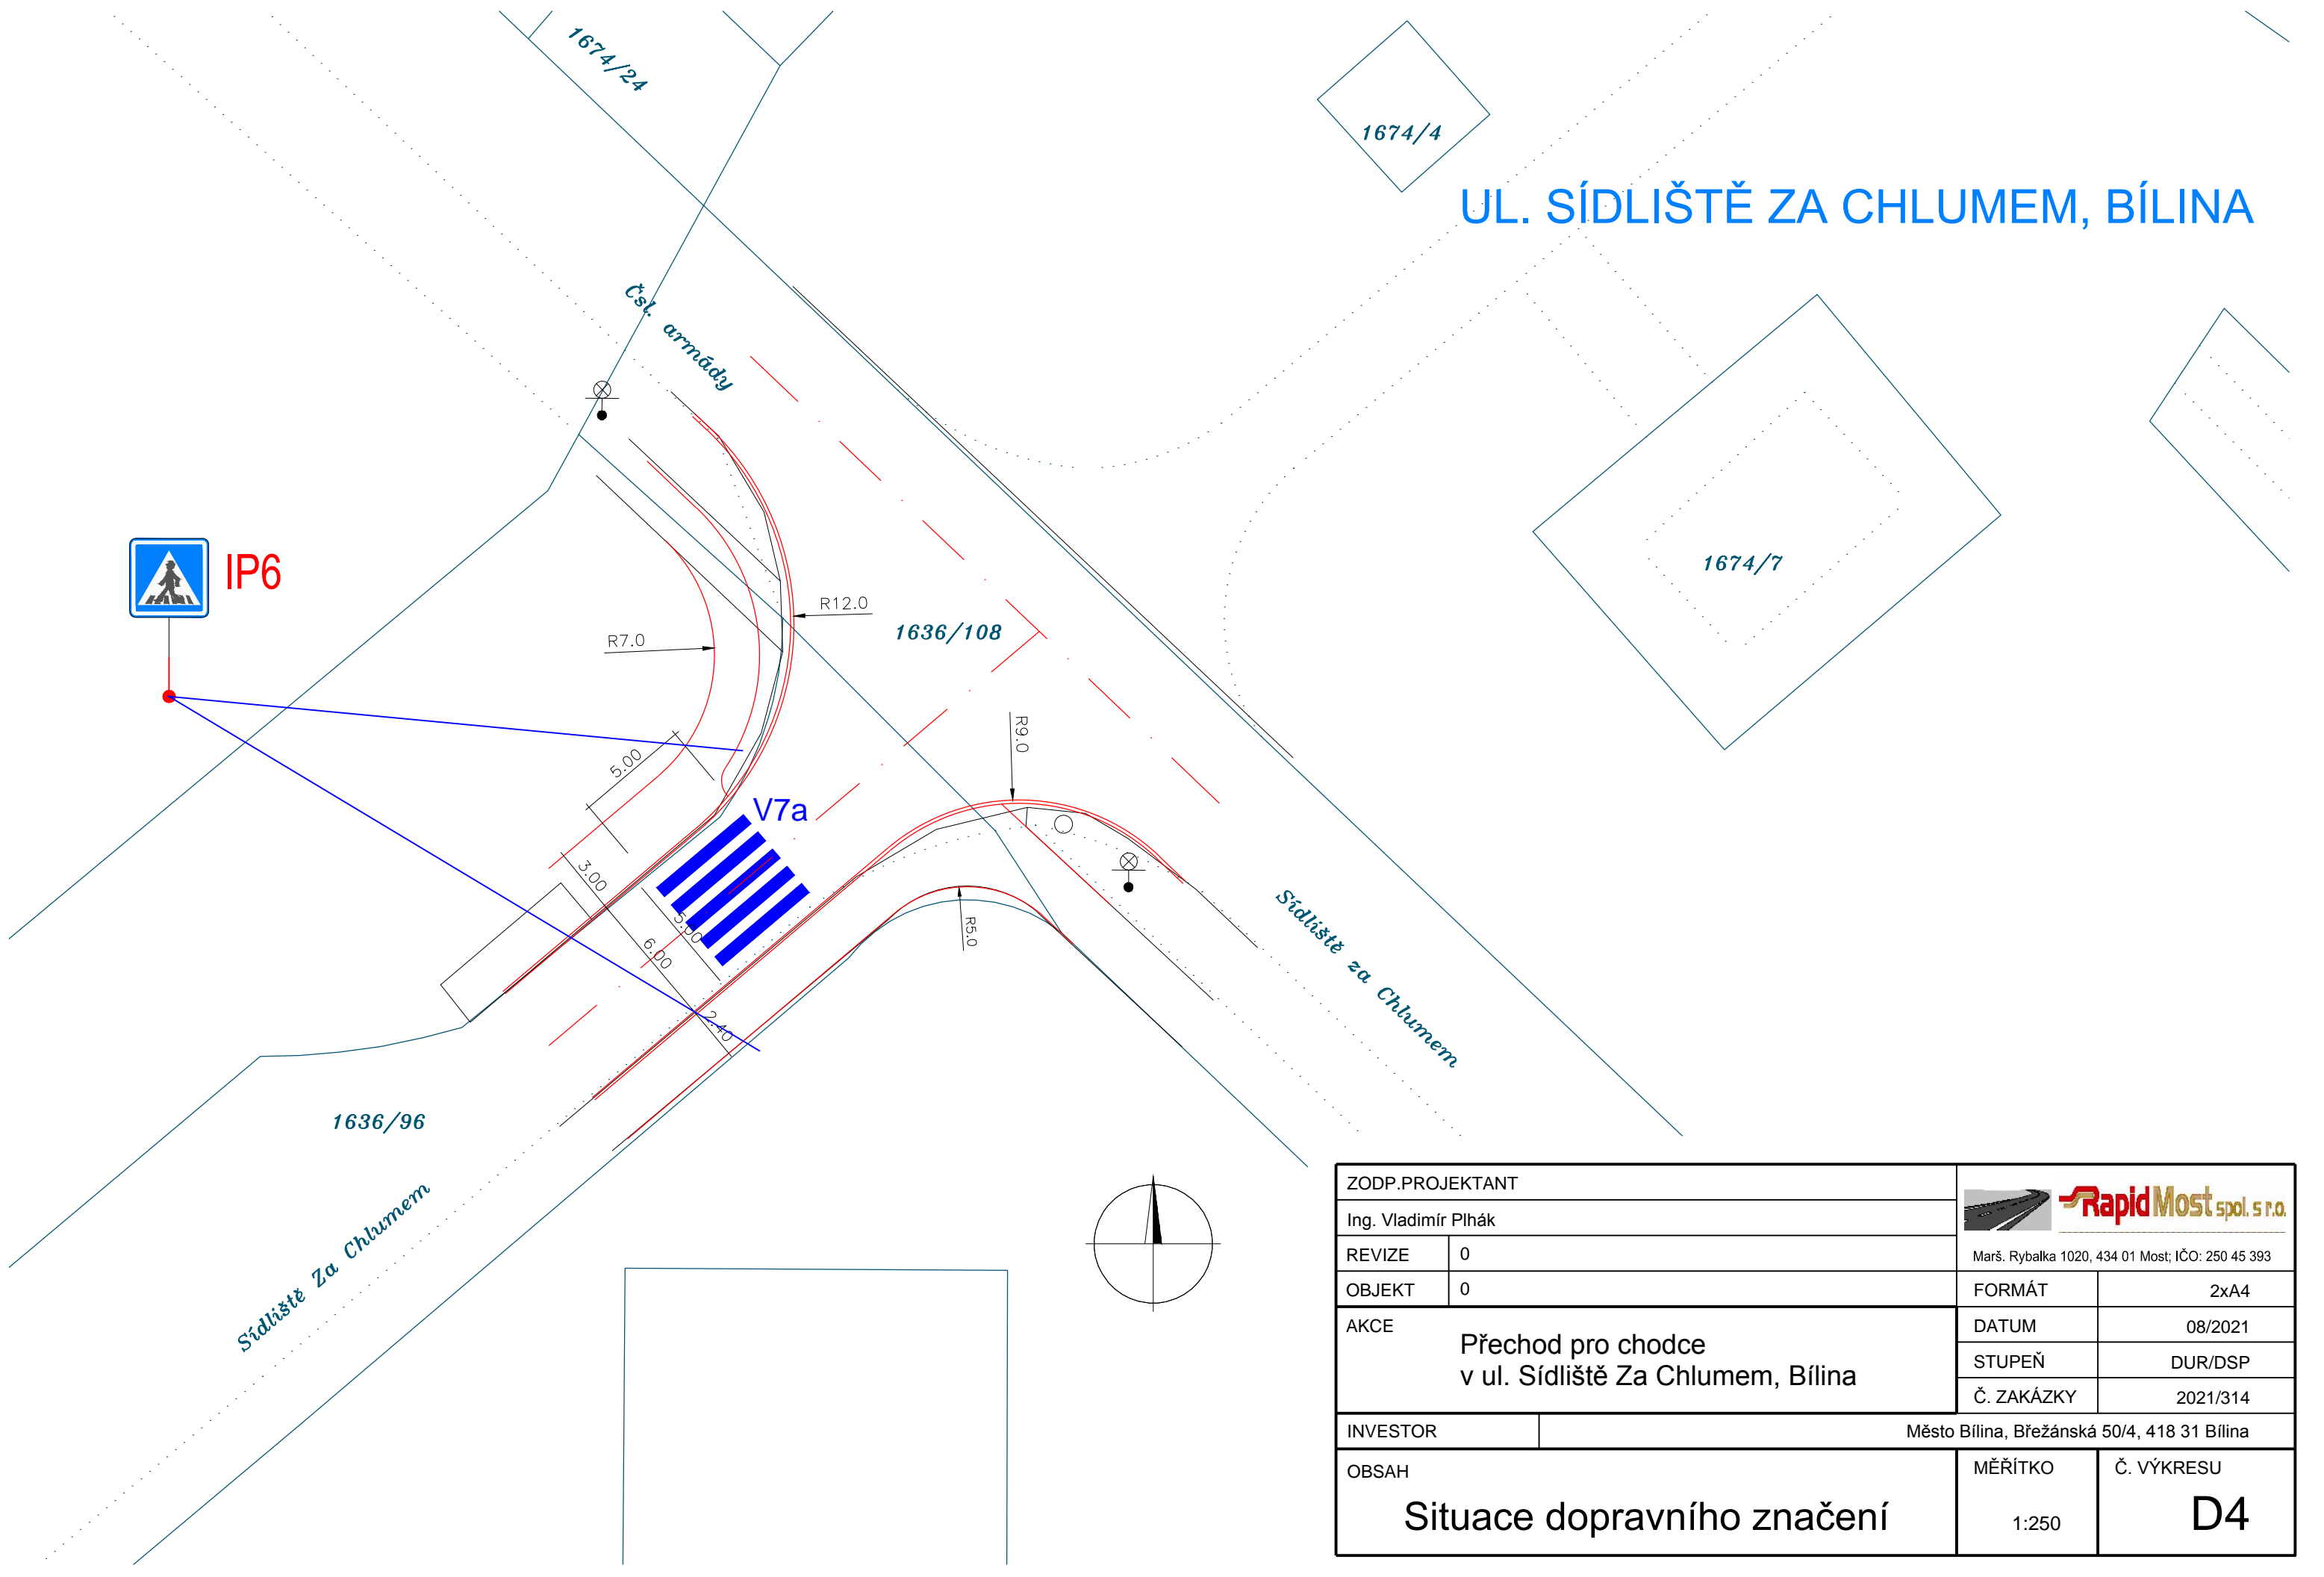 1674/24
1674/4
UL. SÍDLIŠTĚ ZA CHLUMEM, BÍLINA
Čsl. armády
IP6
1674/7
R12.0
1636/108
R7.0
R9.0
5.00
V7a
3.00
5.00
6.00
R5.0
2.40
Sídliště za Chlumem
1636/96
Sídliště Za Chlumem
ZODP.PROJEKTANT
Ing. Vladimír Plhák
RapidMost spol. s r.o.
Marš. Rybalka 1020, 434 01 Most; IČO: 250 45 393
REVIZE 0
OBJEKT 0
FORMÁT 2xA4
AKCE
Přechod pro chodce
v ul. Sídliště Za Chlumem, Bílina
DATUM 08/2021
STUPEŇ DUR/DSP
Č. ZAKÁZKY 2021/314
INVESTOR Město Bílina, Břežánská 50/4, 418 31 Bílina
OBSAH
Situace dopravního značení
MĚŘÍTKO
1:250
Č. VÝKRESU
D4